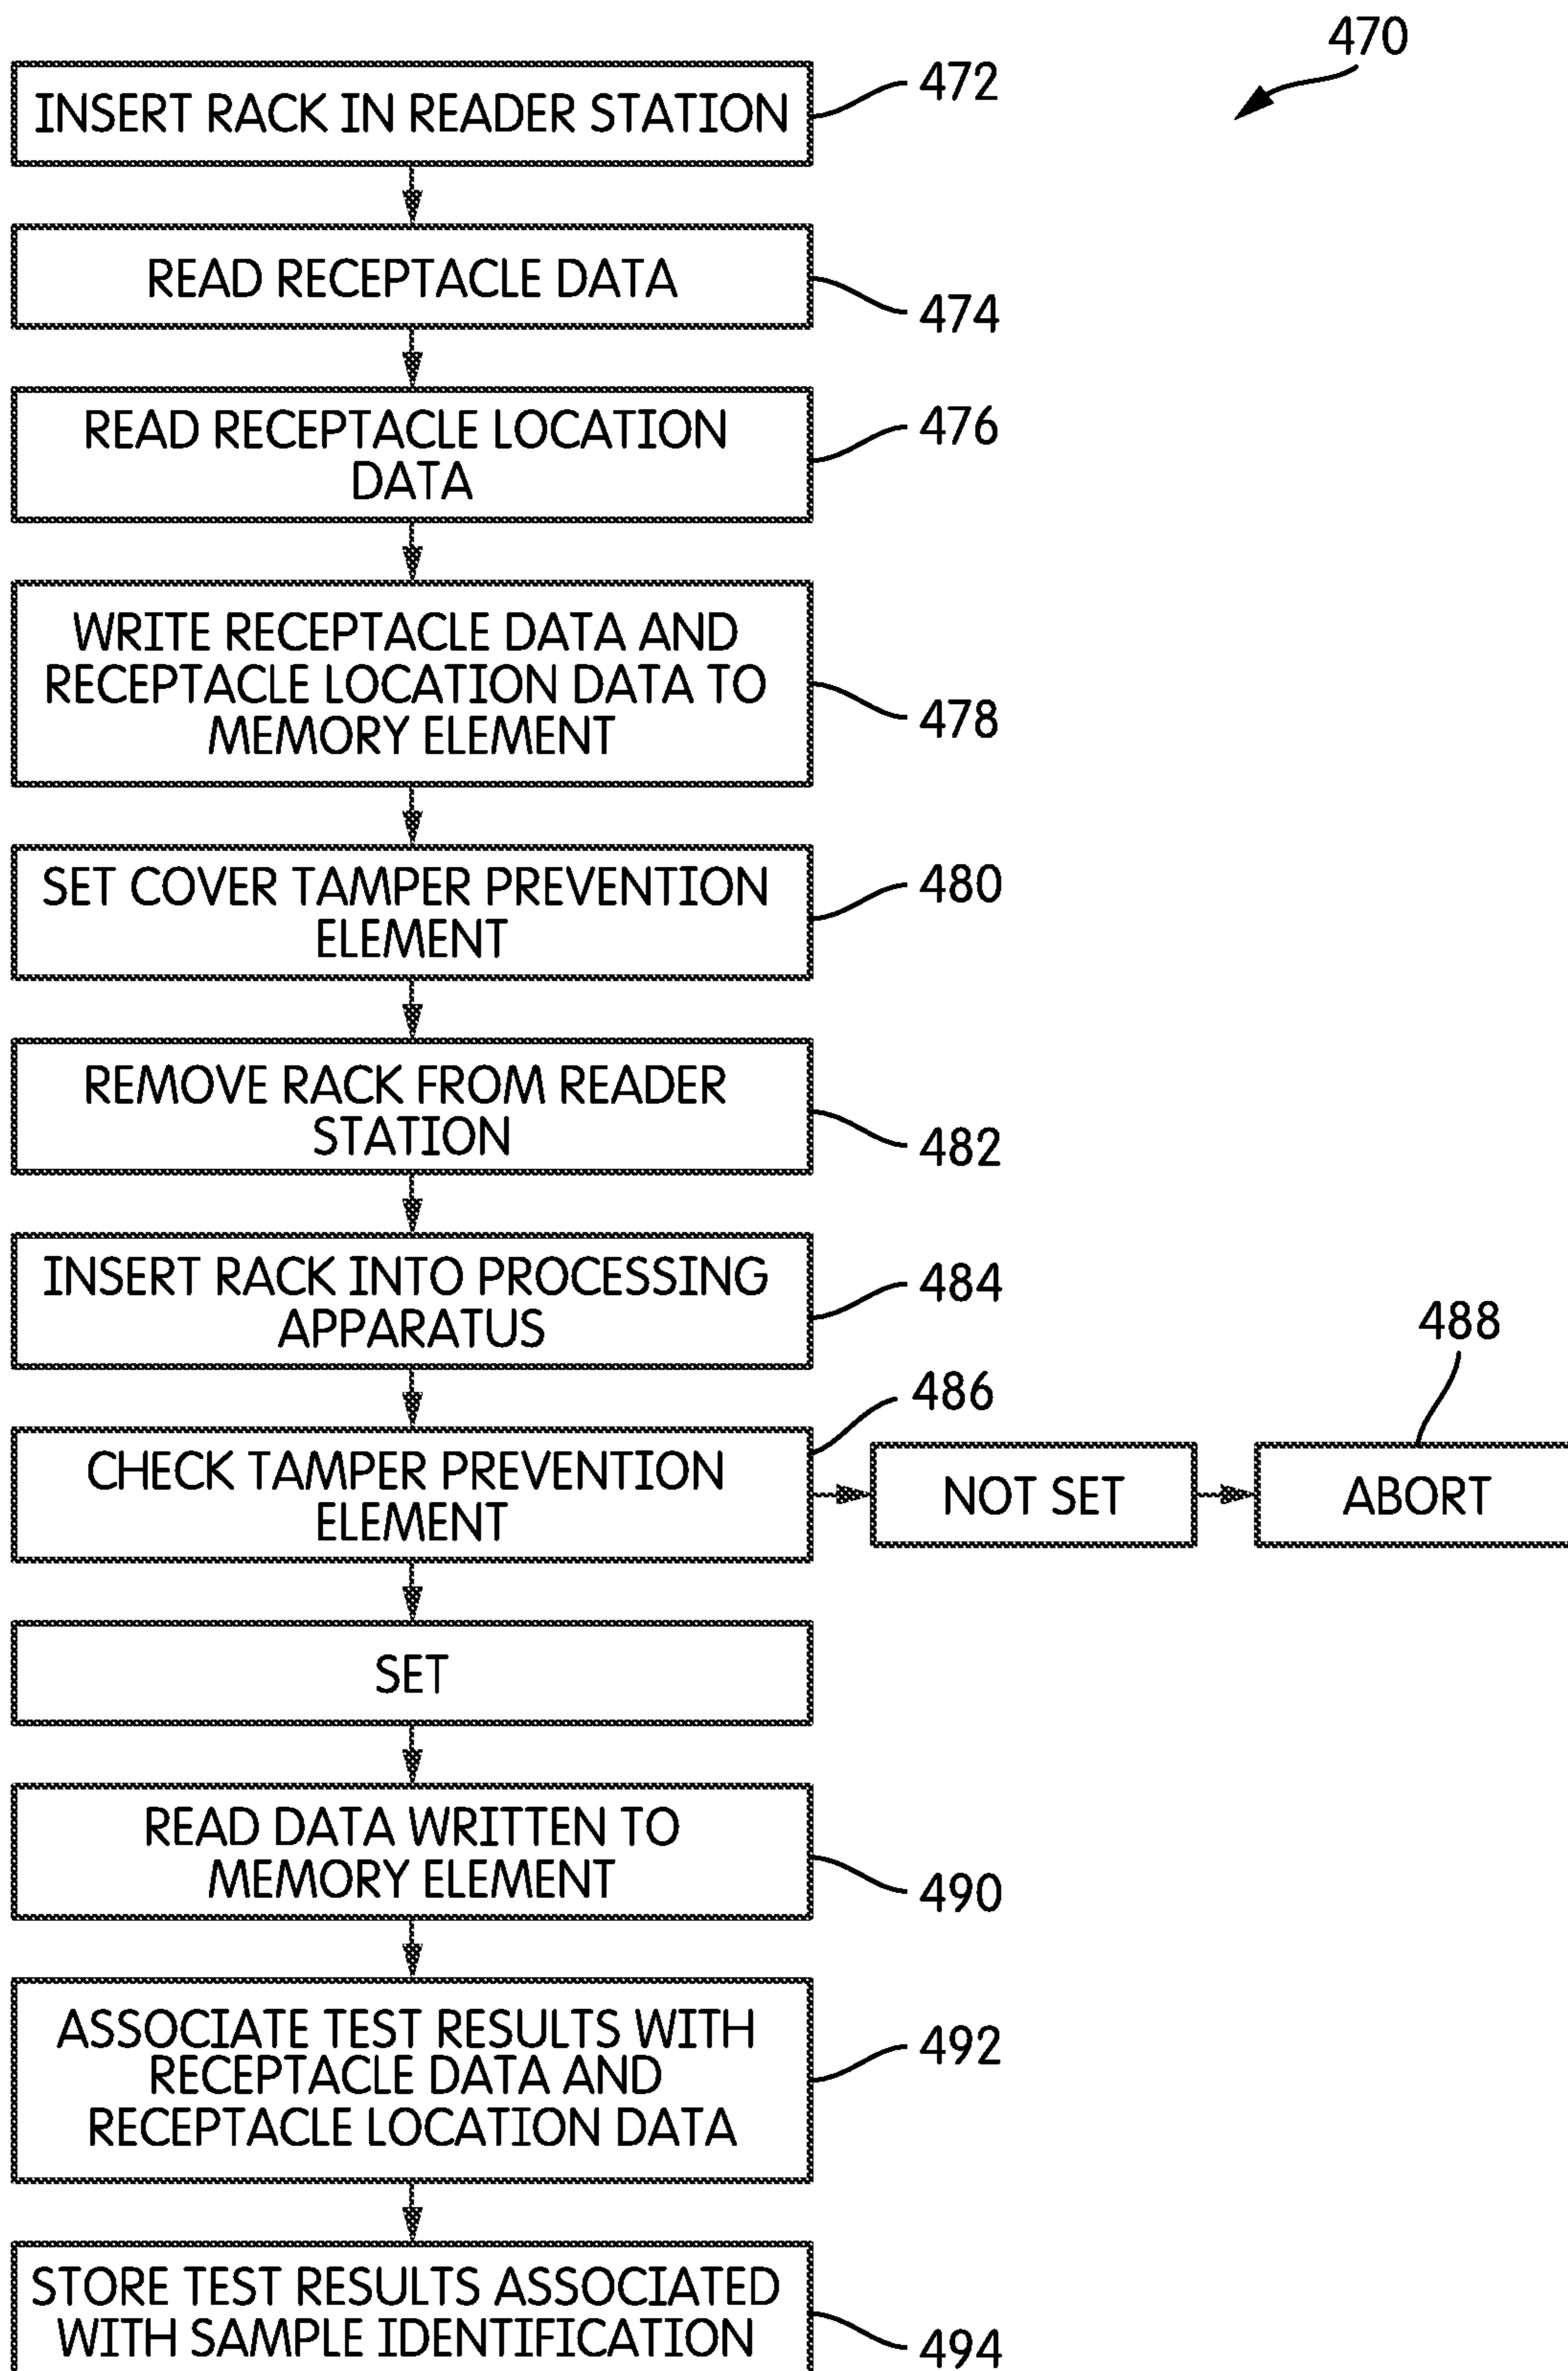 470
INSERT RACK IN READER STATION
472
READ RECEPTACLE DATA
474
READ RECEPTACLE LOCATION
DATA
476
WRITE RECEPTACLE DATA AND
RECEPTACLE LOCATION DATA TO
MEMORY ELEMENT
478
SET COVER TAMPER PREVENTION
ELEMENT
480
REMOVE RACK FROM READER
STATION
482
INSERT RACK INTO PROCESSING
APPARATUS
484
CHECK TAMPER PREVENTION
ELEMENT
486
NOT SET
ABORT
488
SET
READ DATA WRITTEN TO
MEMORY ELEMENT
490
ASSOCIATE TEST RESULTS WITH
RECEPTACLE DATA AND
RECEPTACLE LOCATION DATA
492
STORE TEST RESULTS ASSOCIATED
WITH SAMPLE IDENTIFICATION
494